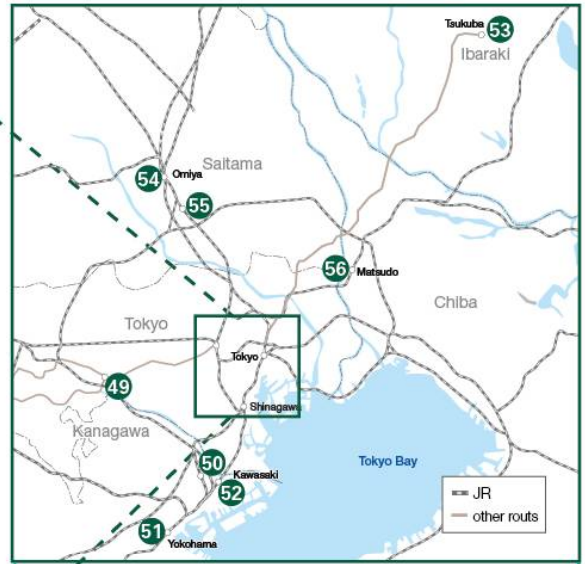 Tsukuba
53
Ibaraki
Saitama
54
Omiya
55
56
Matsudo
Chiba
Tokyo
Tokyo
49
Shinagawa
Kanagawa
50
Kawasaki
52
Tokyo Bay
JR
other routs
51
Yokohama